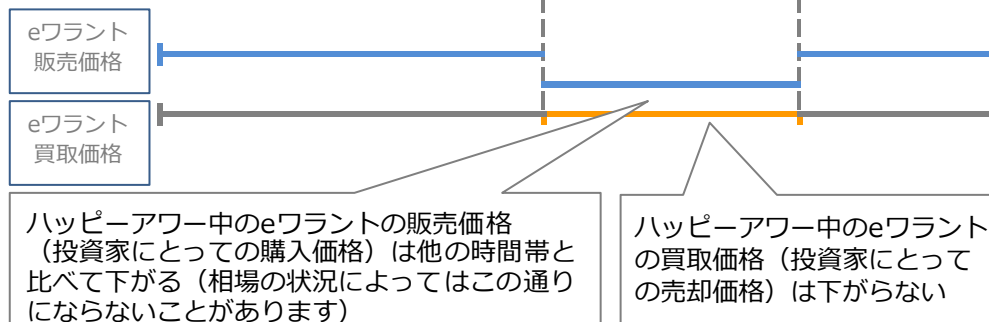 eワラント
販売価格
eワラント
買取価格
ハッピーアワー中のeワラントの販売価格
（投資家にとっての購入価格）は他の時間帯と
比べて下がる（相場の状況によってはこの通り
にならないことがあります）
ハッピーアワー中のeワラント
の買取価格（投資家にとって
の売却価格）は下がらない